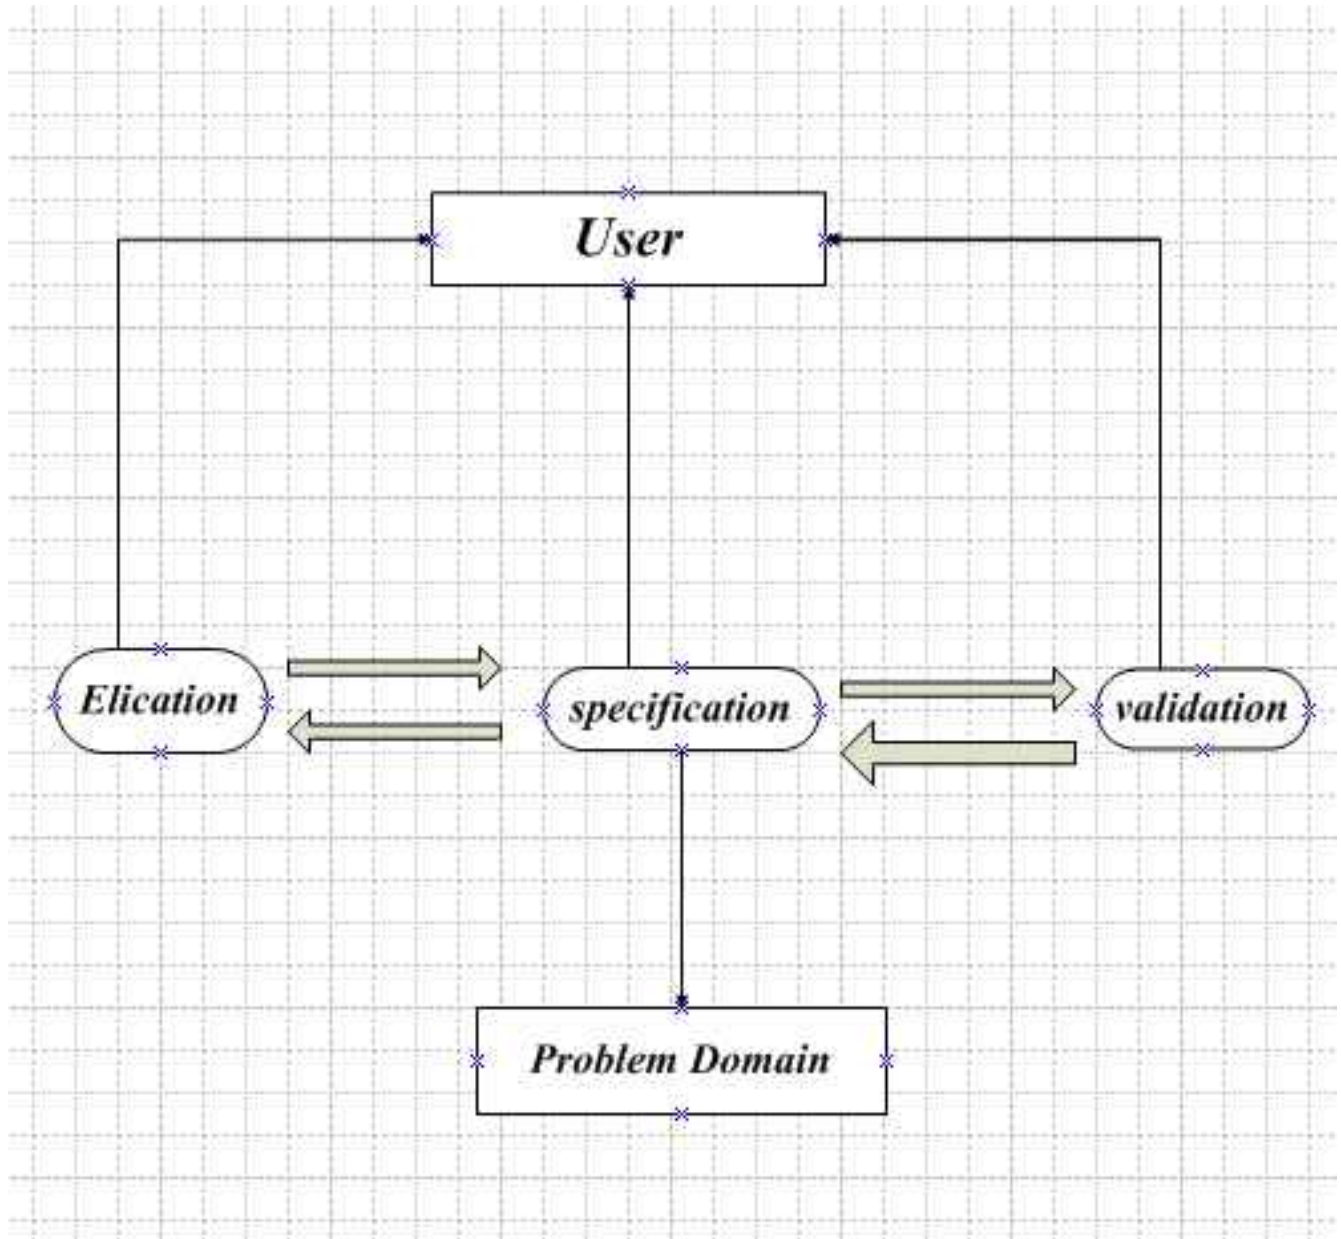 User
Elication
specification
validation
Problem Domain